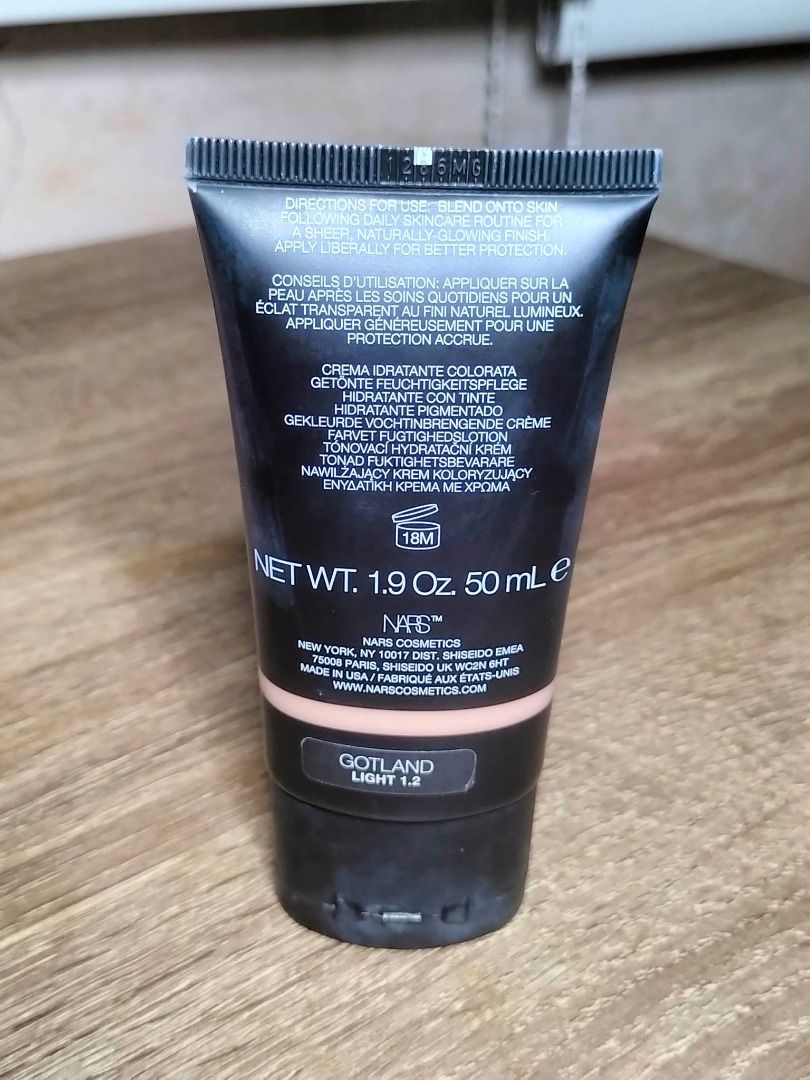 DIRECTIONS FOR USE: BLEND ONTO SKIN
FOLLOWING DAILY SKINCARE ROUTINE FOR
A SHEER, NATURALLY-GLOWING FINISH.
APPLY LIBERALLY FOR BETTER PROTECTION.
CONSEILS D'UTILISATION: APPLIQUER SUR LA
PEAU APRÈS LES SOINS QUOTIDIENS POUR UN
ÉCLAT TRANSPARENT AU FINI NATUREL LUMINEUX.
APPLIQUER GÉNÉREUSEMENT POUR UNE
PROTECTION ACCRUE.
CREMA IDRATANTE COLORATA
GETÖNTE FEUCHTIGKEITSPFLEGE
HIDRATANTE CON TINTE
HIDRATANTE PIGMENTADO
GEKLEURDE VOCHTINBRENGENDE CRÈME
FARVET FUGTIGHEDSLOTION
TÓNOVACÍ HYDRATAČNÍ KRÉM
TONAD FUKTIGHETSBEVARARE
NAWILŻAJĄCY KREM KOLORYZUJĄCY
ΕΝΥΔΑΤΙΚΗ ΚΡΕΜΑ ΜΕ ΧΡΩΜΑ
18M
NET WT. 1.9 Oz. 50 mL e
NARS™
NARS COSMETICS
NEW YORK, NY 10017 DIST. SHISEIDO EMEA
75008 PARIS, SHISEIDO UK WC2N 6HT
MADE IN USA / FABRIQUÉ AUX ÉTATS-UNIS
WWW.NARSCOSMETICS.COM
GOTLAND
LIGHT 1.2